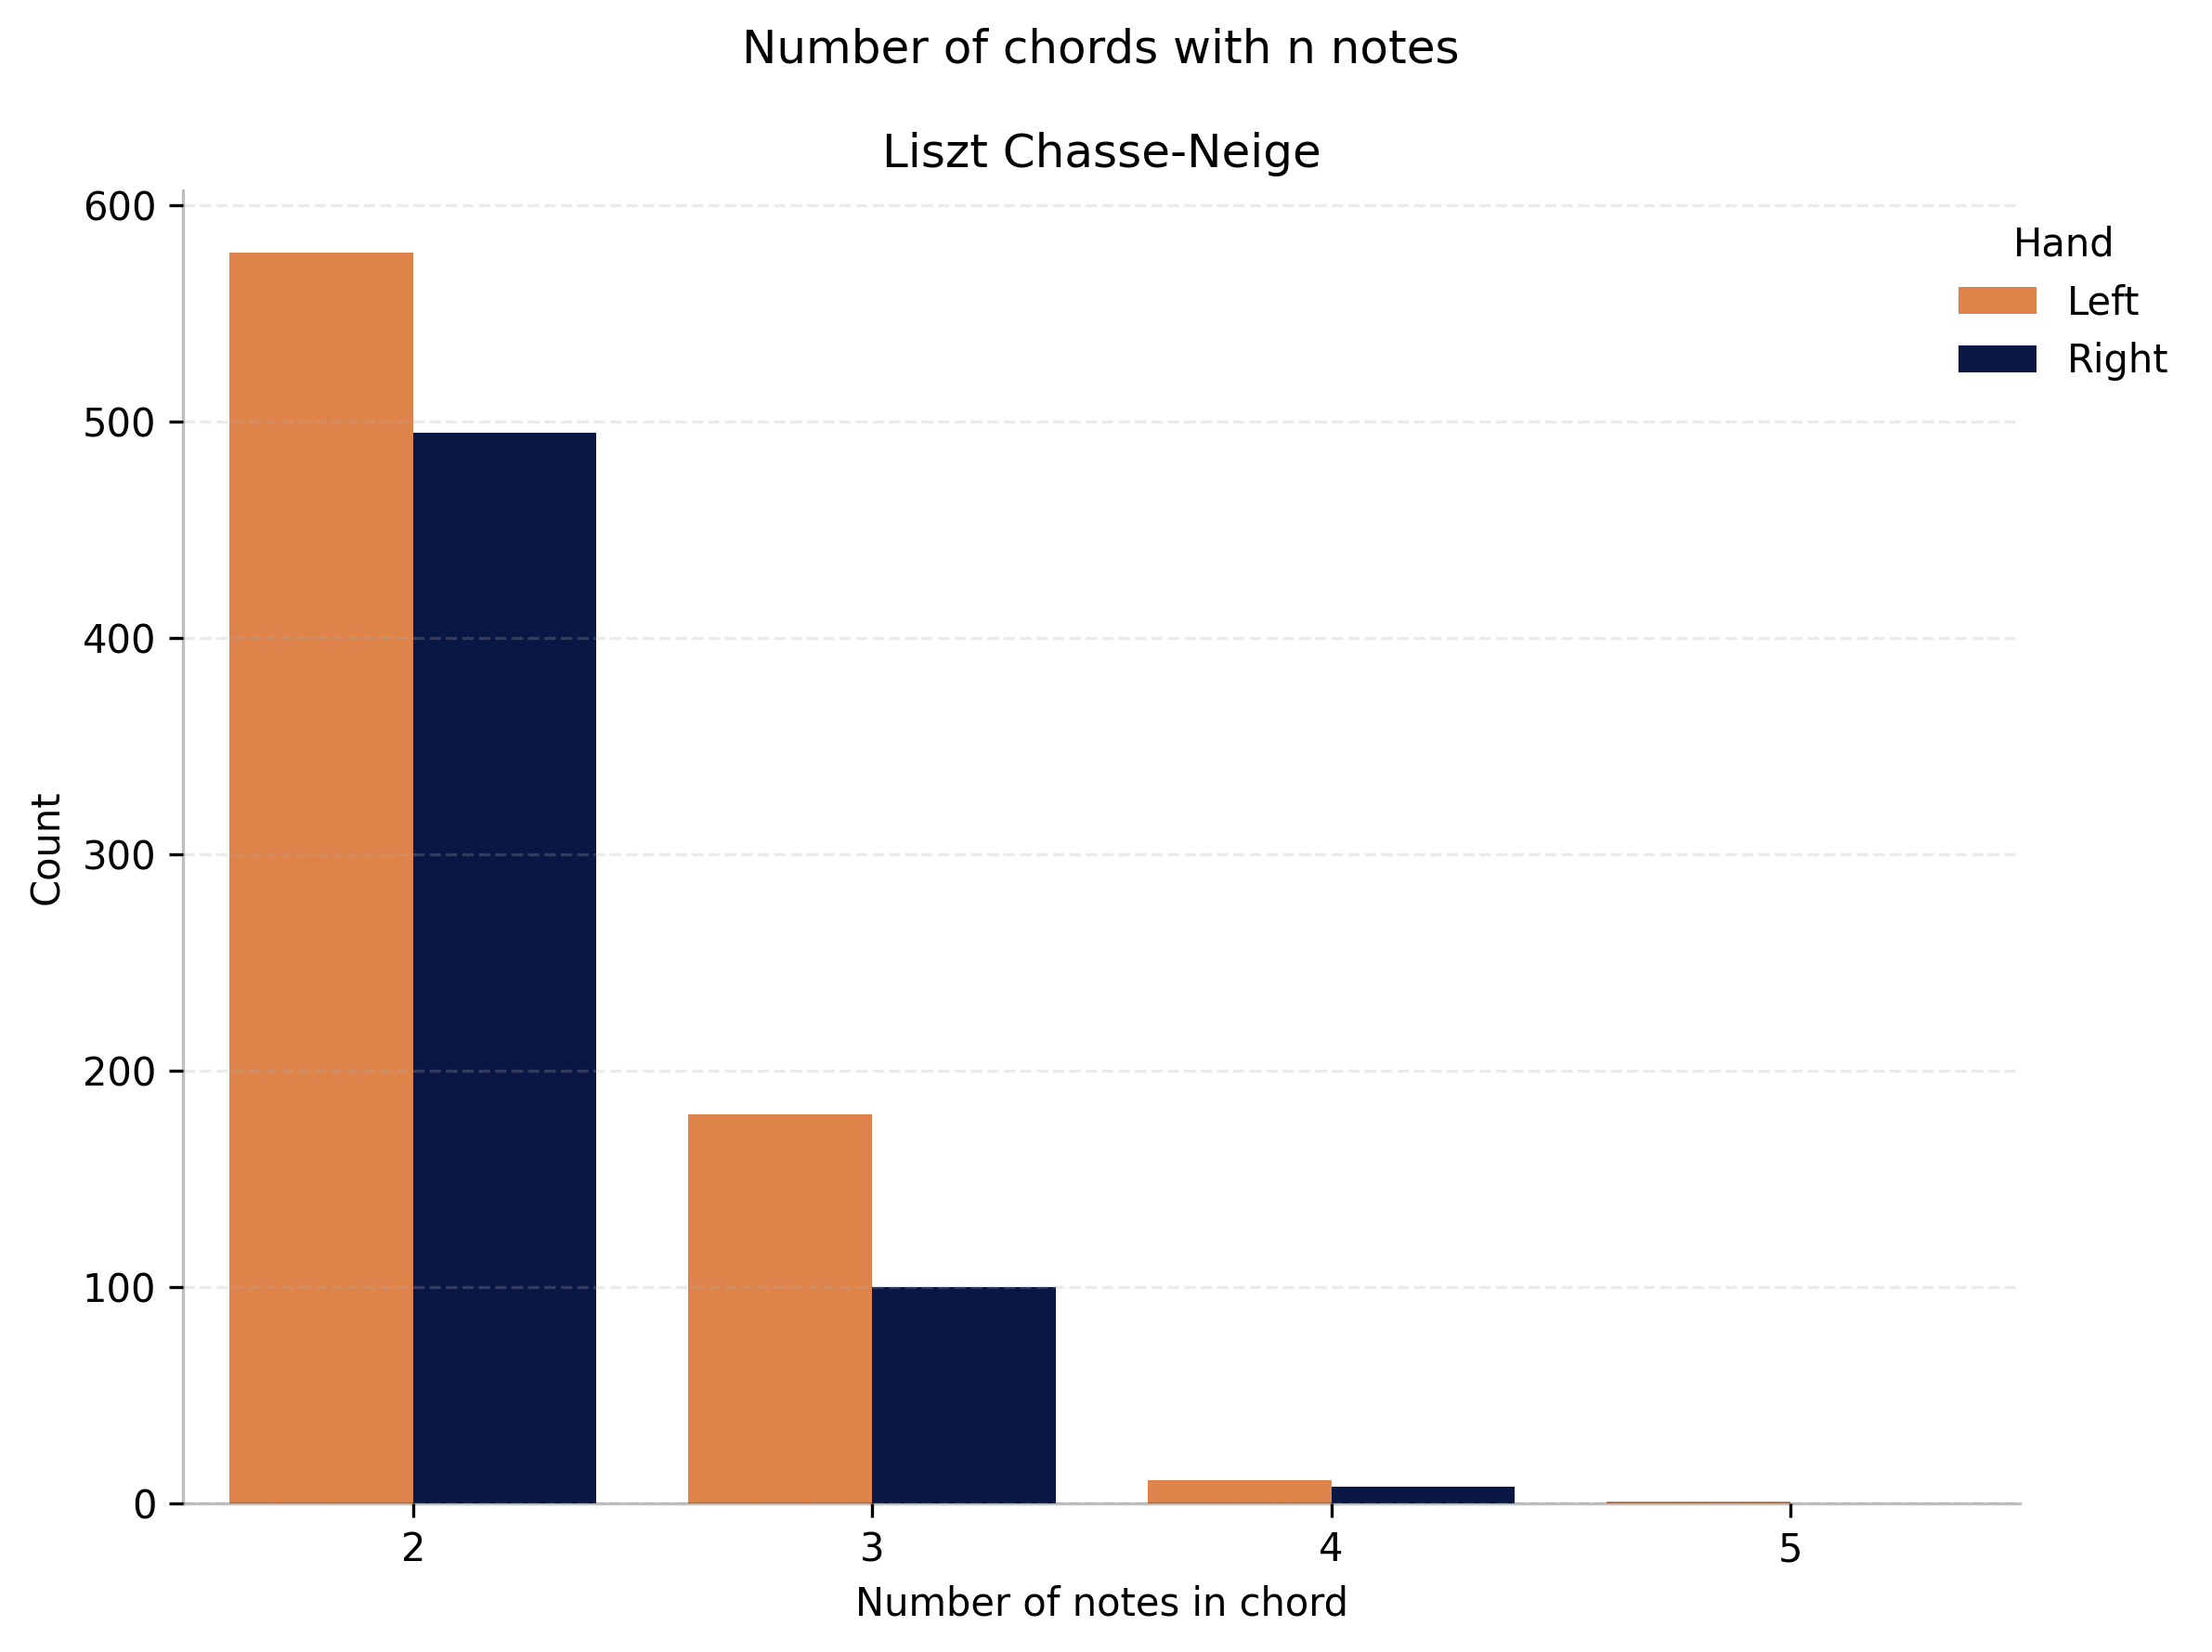 Number of chords with n notes
Liszt Chasse-Neige
Hand
Left
Right
600
500
400
300
200
100
0
Count
2 3 4 5
Number of notes in chord